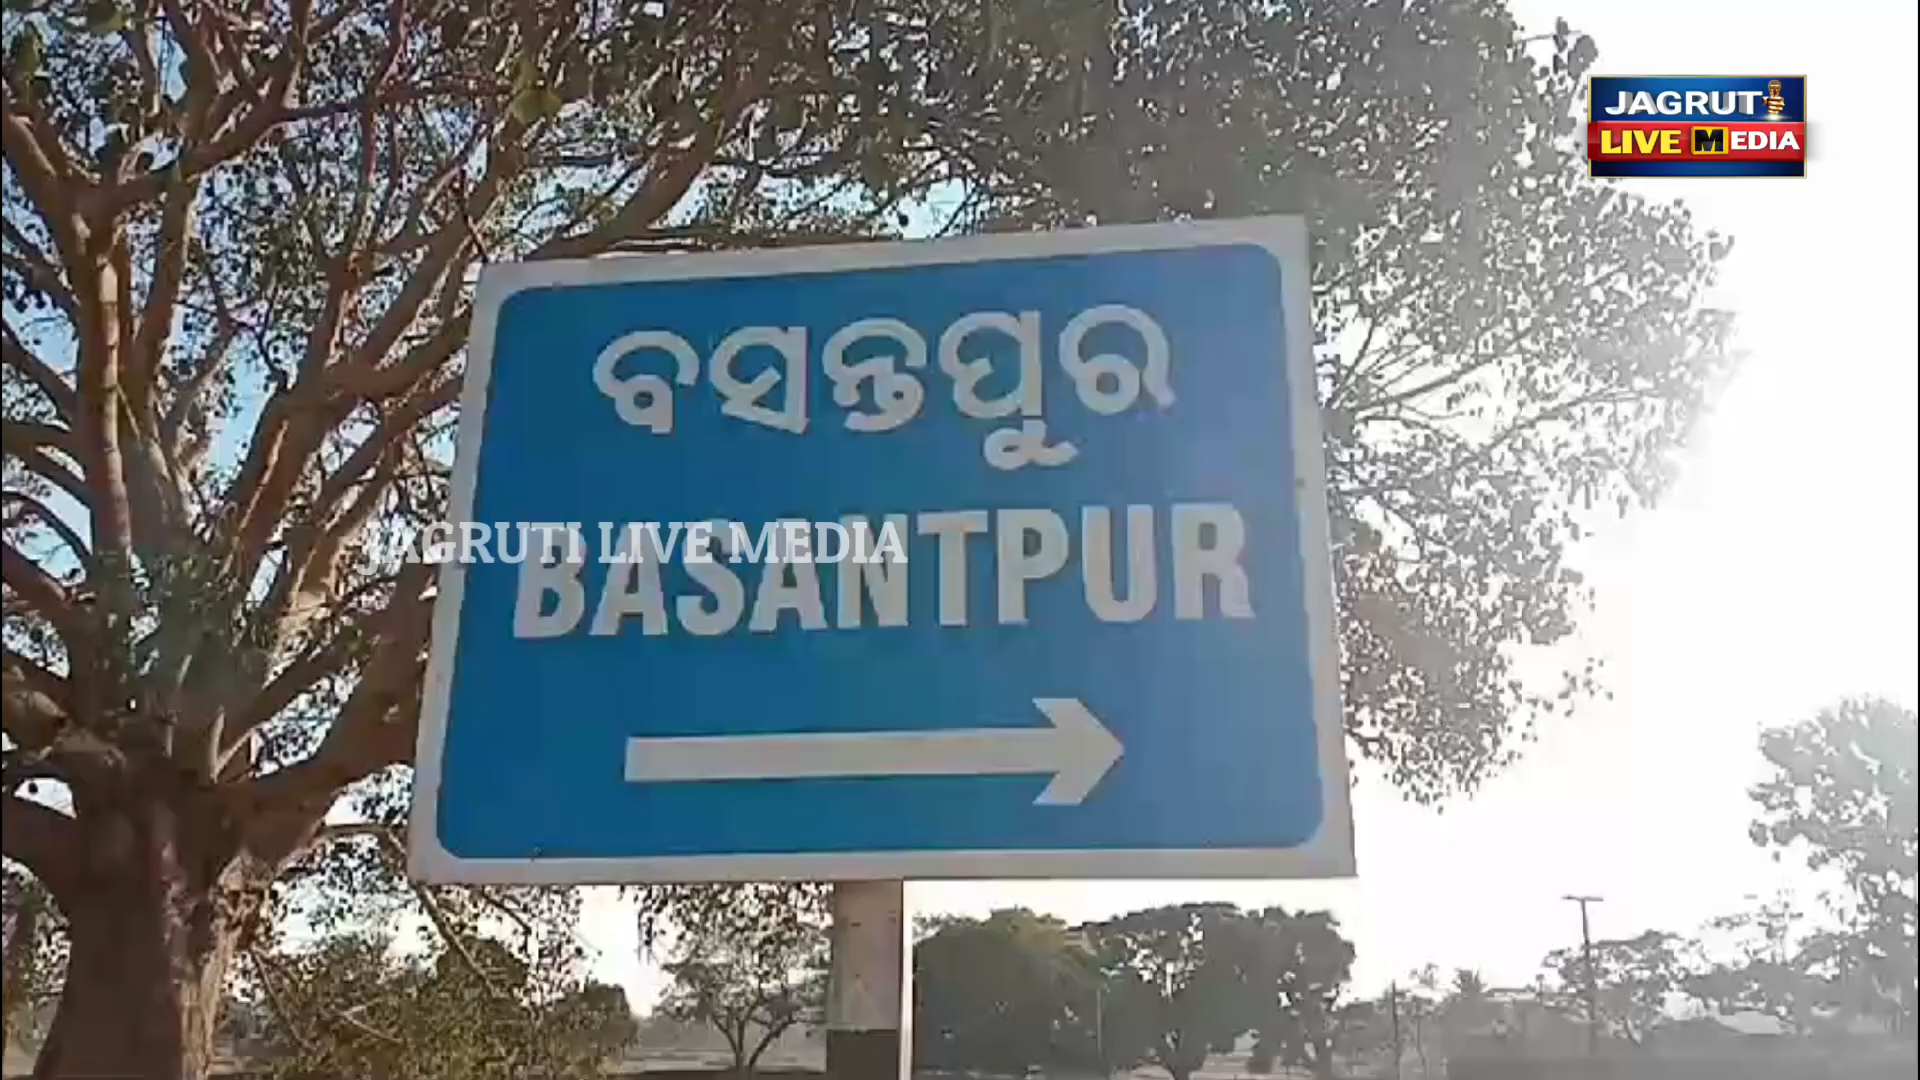 JAGRUTI
LIVE MEDIA
ବସନ୍ତପୁର
JAGRUTI LIVE MEDIA
BASANTPUR